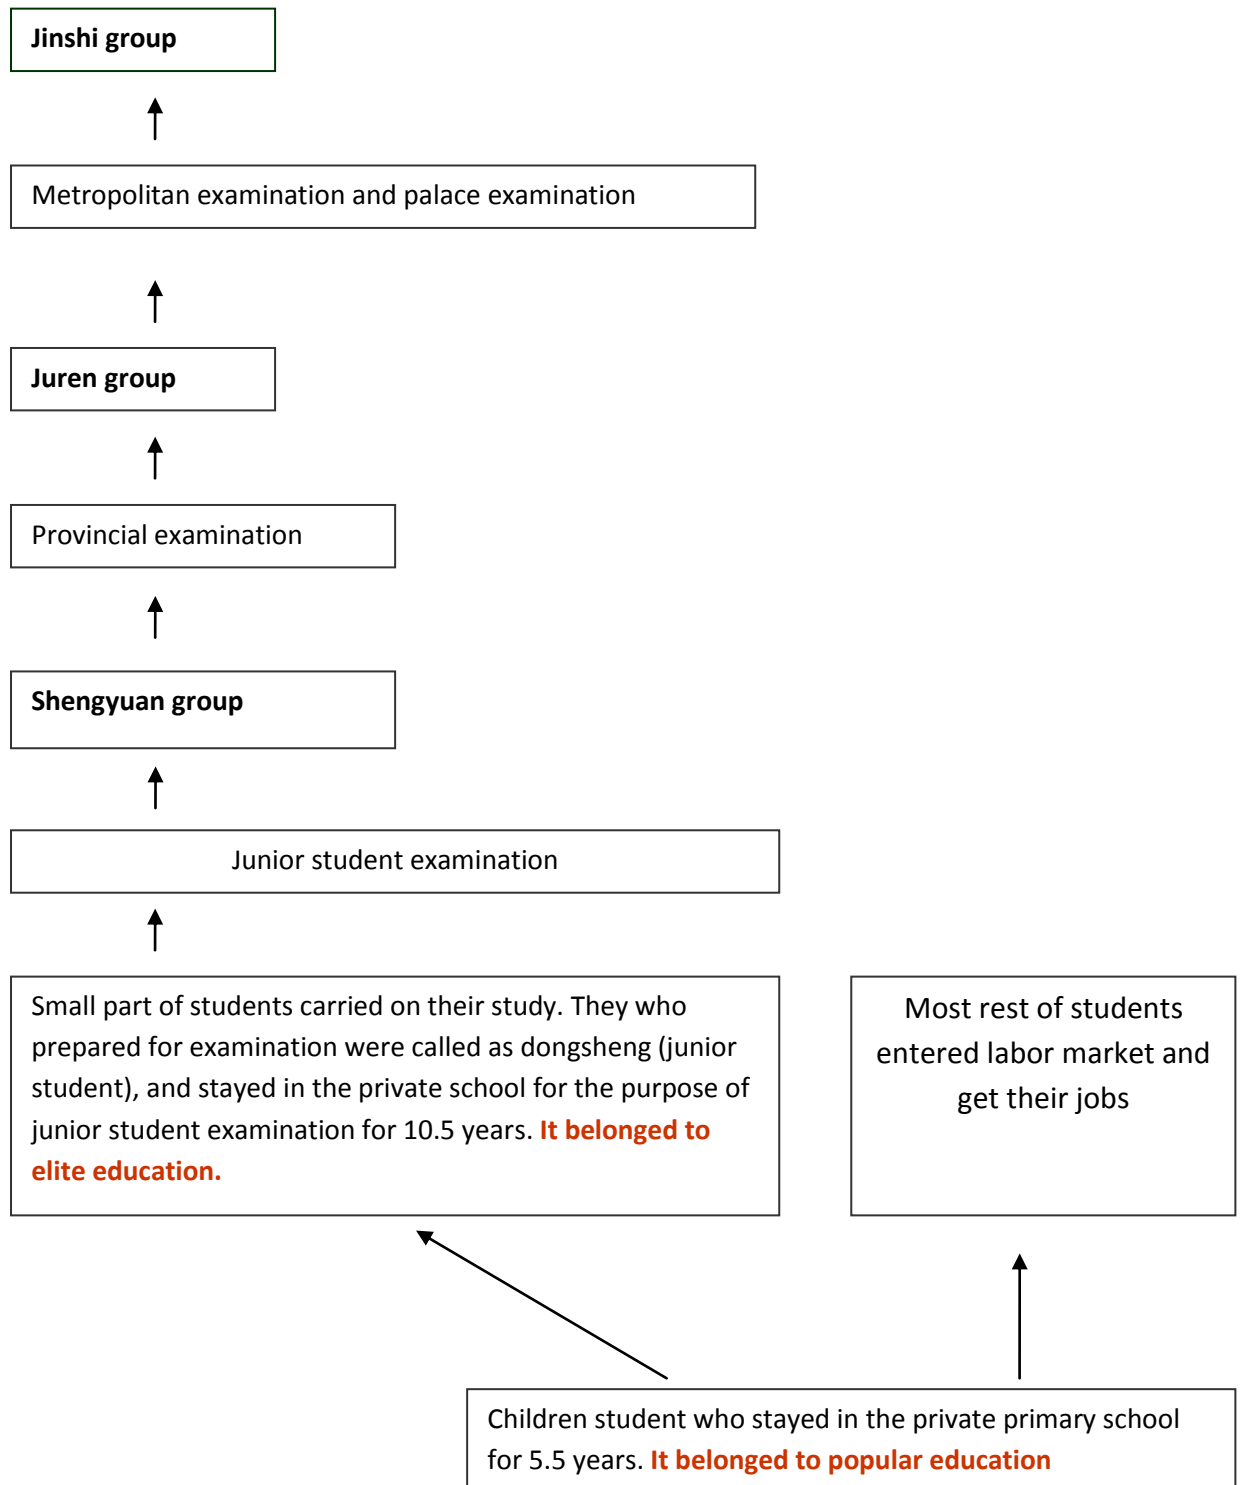 Jinshi group
Metropolitan examination and palace examination
Juren group
Provincial examination
Shengyuan group
Junior student examination
Small part of students carried on their study. They who
prepared for examination were called as dongsheng (junior
student), and stayed in the private school for the purpose of
junior student examination for 10.5 years. It belonged to
elite education.
Most rest of students
entered labor market and
get their jobs
Children student who stayed in the private primary school
for 5.5 years. It belonged to popular education